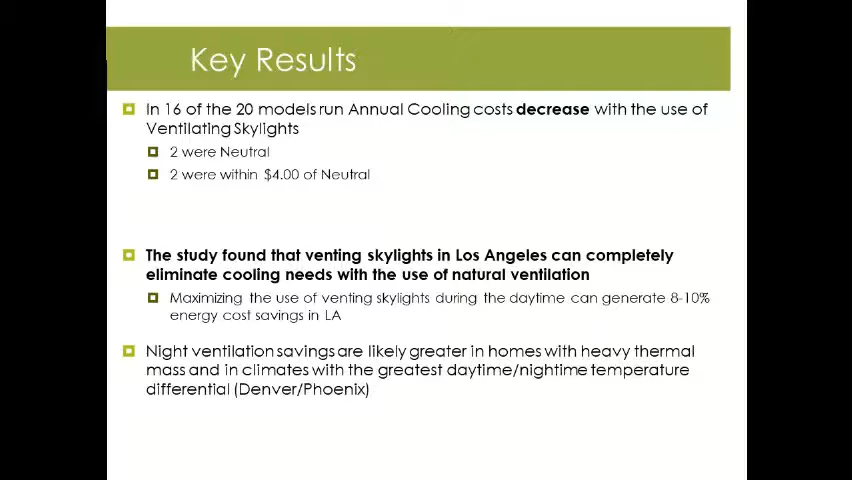 Key Results
In 16 of the 20 models run Annual Cooling costs decrease with the use of
Ventilating Skylights
2 were Neutral
2 were within $4.00 of Neutral
The study found that venting skylights in Los Angeles can completely
eliminate cooling needs with the use of natural ventilation
Maximizing the use of venting skylights during the daytime can generate 8-10%
energy cost savings in LA
Night ventilation savings are likely greater in homes with heavy thermal
mass and in climates with the greatest daytime/nightime temperature
differential (Denver/Phoenix)